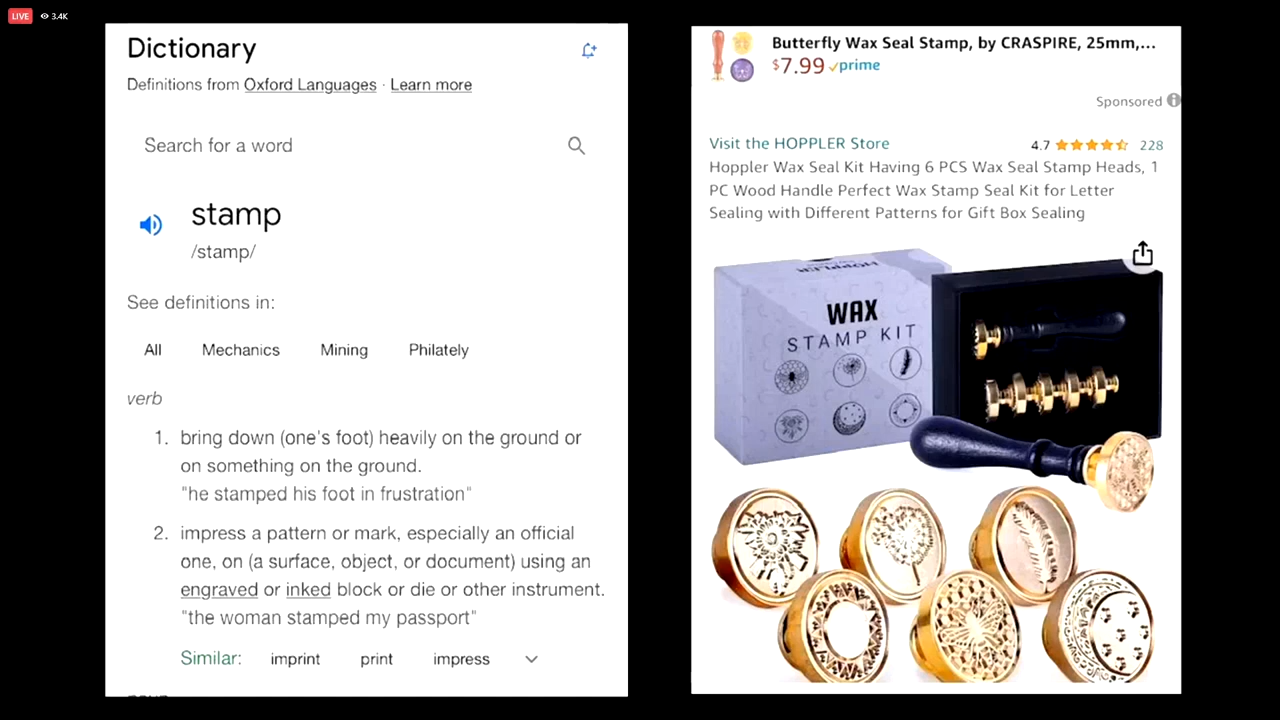 LIVE 3.4K
Dictionary
Definitions from Oxford Languages · Learn more
Search for a word
stamp
/stamp/
See definitions in:
All Mechanics Mining Philately
verb
1. bring down (one's foot) heavily on the ground or
on something on the ground.
"he stamped his foot in frustration"
2. impress a pattern or mark, especially an official
one, on (a surface, object, or document) using an
engraved or inked block or die or other instrument.
"the woman stamped my passport"
Similar: imprint print impress
Butterfly Wax Seal Stamp, by CRASPIRE, 25mm,...
$7.99 prime
Sponsored
Visit the HOPPLER Store 4.7 228
Hoppler Wax Seal Kit Having 6 PCS Wax Seal Stamp Heads, 1
PC Wood Handle Perfect Wax Stamp Seal Kit for Letter
Sealing with Different Patterns for Gift Box Sealing
HOPPLER
WAX
STAMP KIT